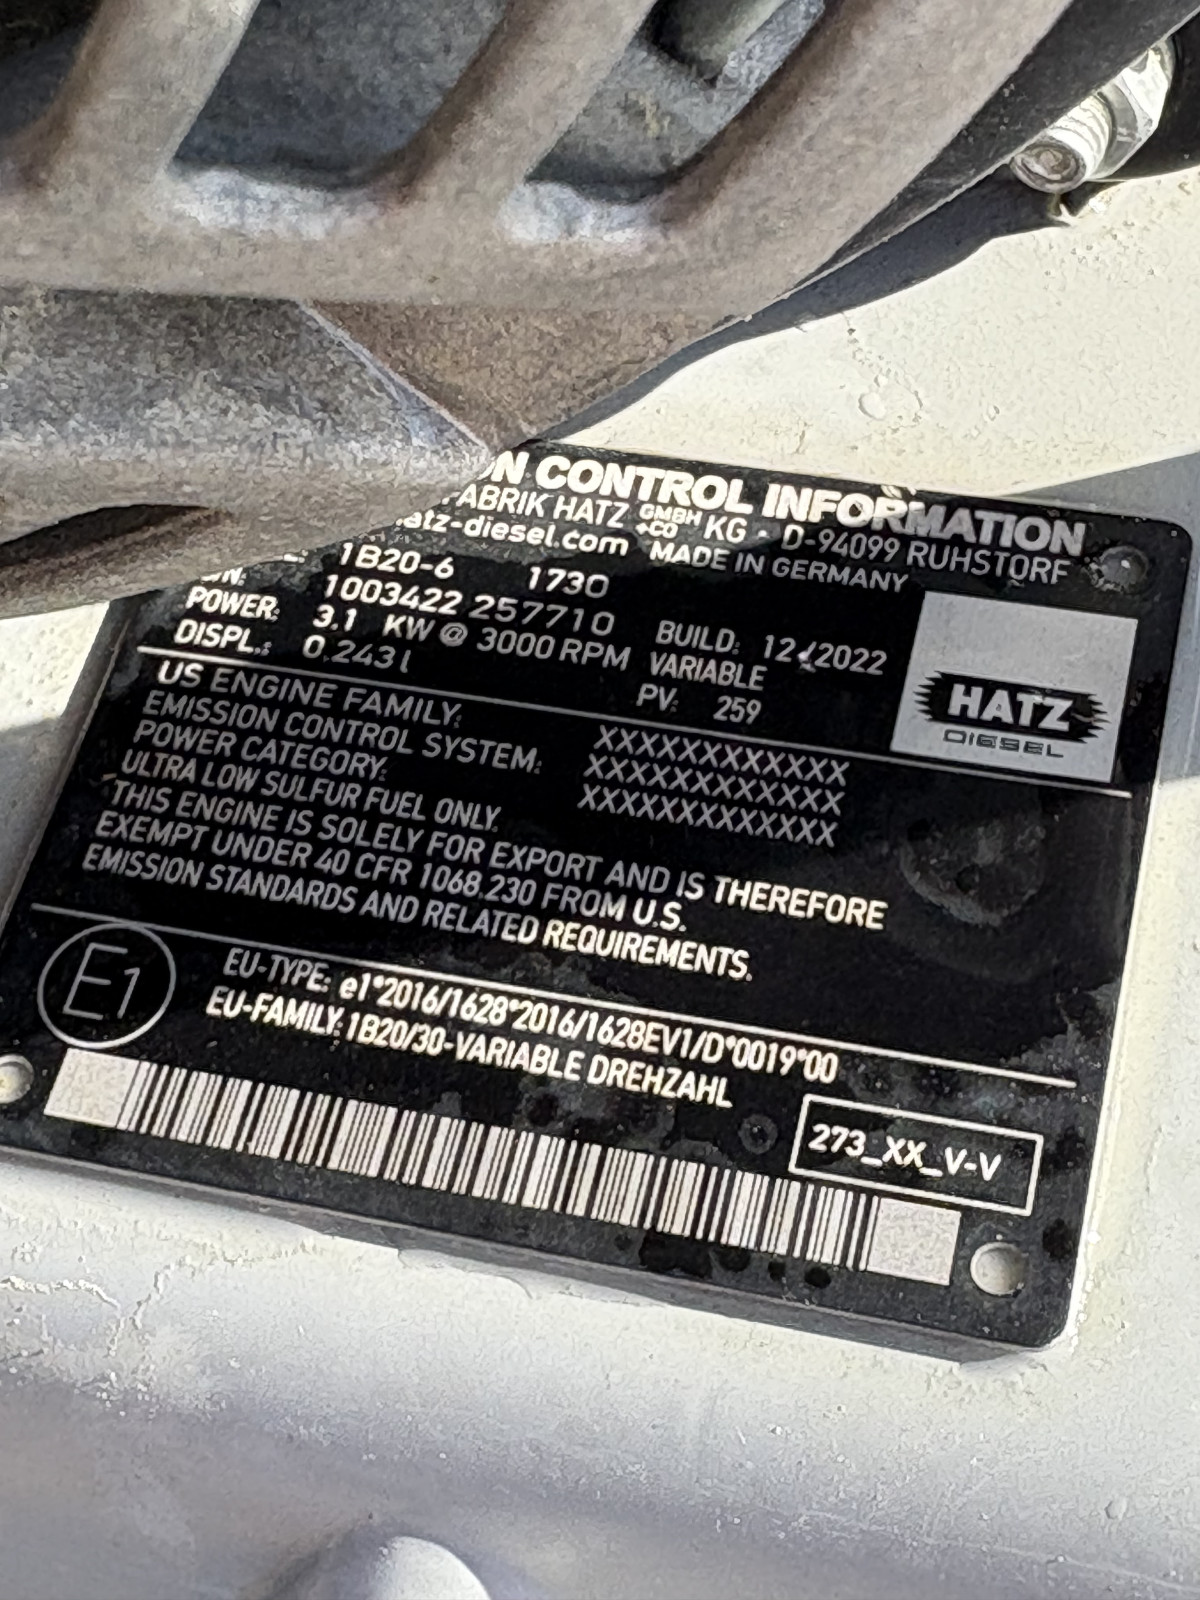 ON CONTROL INFORMATION
FABRIK HATZ GMBH +CO KG · D-94099 RUHSTORF
hatz-diesel.com MADE IN GERMANY
1B20-6 1730
1003422 257710 BUILD: 12/2022
POWER: 3.1 KW @ 3000 RPM VARIABLE
DISPL.: 0.243 l PV: 259
HATZ
DIESEL
US ENGINE FAMILY: XXXXXXXXXXXX
EMISSION CONTROL SYSTEM: XXXXXXXXXXXX
POWER CATEGORY: XXXXXXXXXXXX
ULTRA LOW SULFUR FUEL ONLY.
THIS ENGINE IS SOLELY FOR EXPORT AND IS THEREFORE
EXEMPT UNDER 40 CFR 1068.230 FROM U.S.
EMISSION STANDARDS AND RELATED REQUIREMENTS.
E1
EU-TYPE: e1*2016/1628*2016/1628EV1/D*0019*00
EU-FAMILY: 1B20/30-VARIABLE DREHZAHL
273_XX_V-V